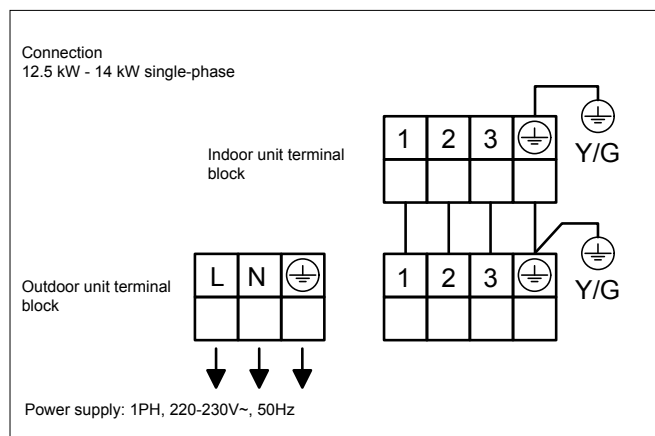 Connection
12.5 kW - 14 kW single-phase
1 2 3
Y/G
Indoor unit terminal
block
L N
1 2 3
Y/G
Outdoor unit terminal
block
Power supply: 1PH, 220-230V~, 50Hz